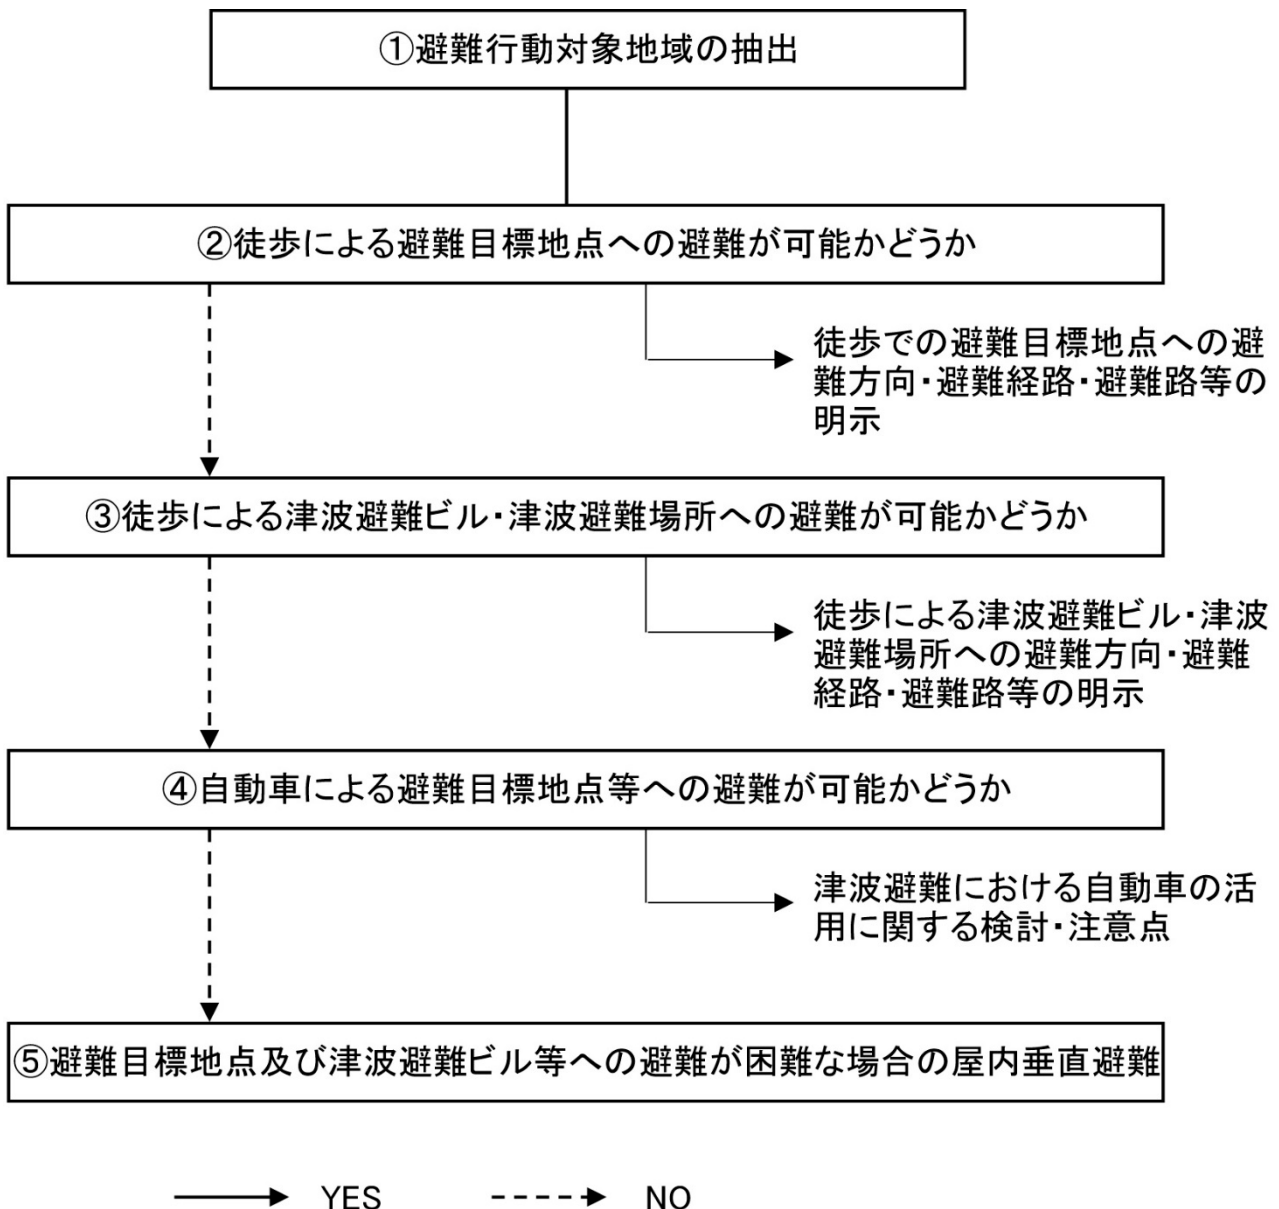 ①避難行動対象地域の抽出
②徒歩による避難目標地点への避難が可能かどうか
徒歩での避難目標地点への避
難方向・避難経路・避難路等の
明示
③徒歩による津波避難ビル・津波避難場所への避難が可能かどうか
徒歩による津波避難ビル・津波
避難場所への避難方向・避難
経路・避難路等の明示
④自動車による避難目標地点等への避難が可能かどうか
津波避難における自動車の活
用に関する検討・注意点
⑤避難目標地点及び津波避難ビル等への避難が困難な場合の屋内垂直避難
YES
NO